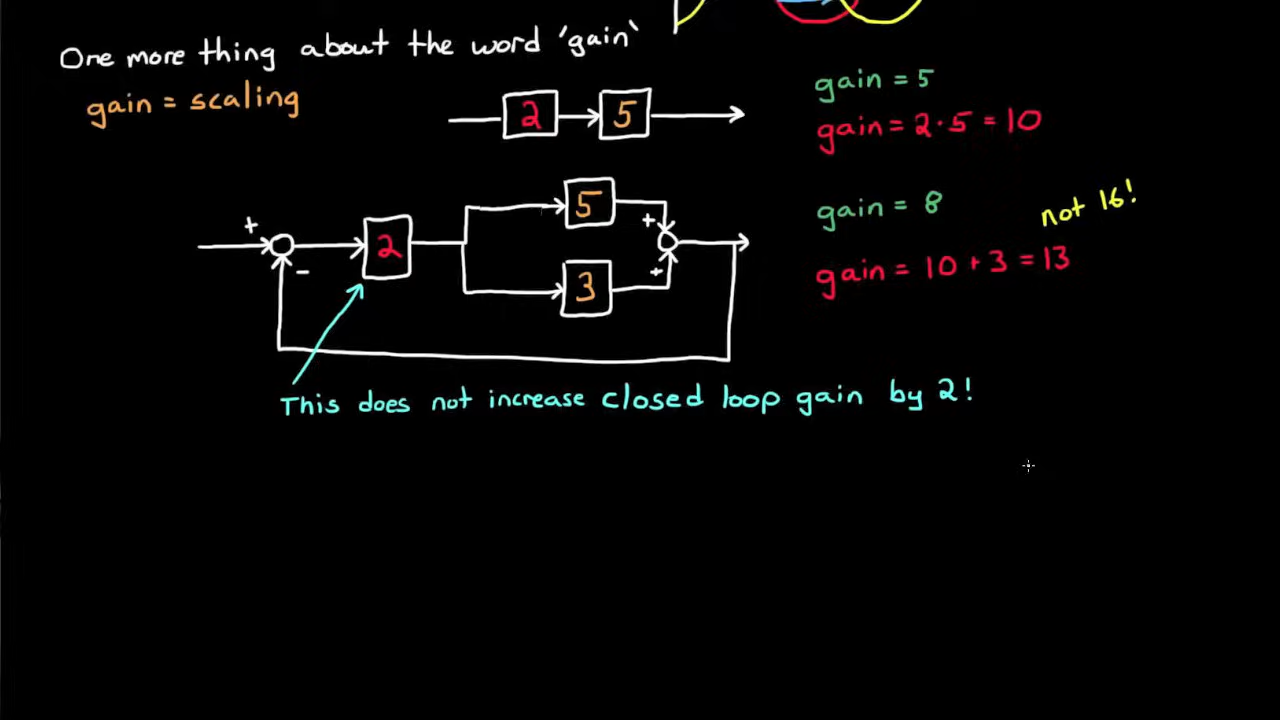 One more thing about the word 'gain'
gain = scaling
2
5
gain = 5
gain = 2 · 5 = 10
+
-
2
5
3
+
+
gain = 8
not 16!
gain = 10 + 3 = 13
This does not increase closed loop gain by 2!